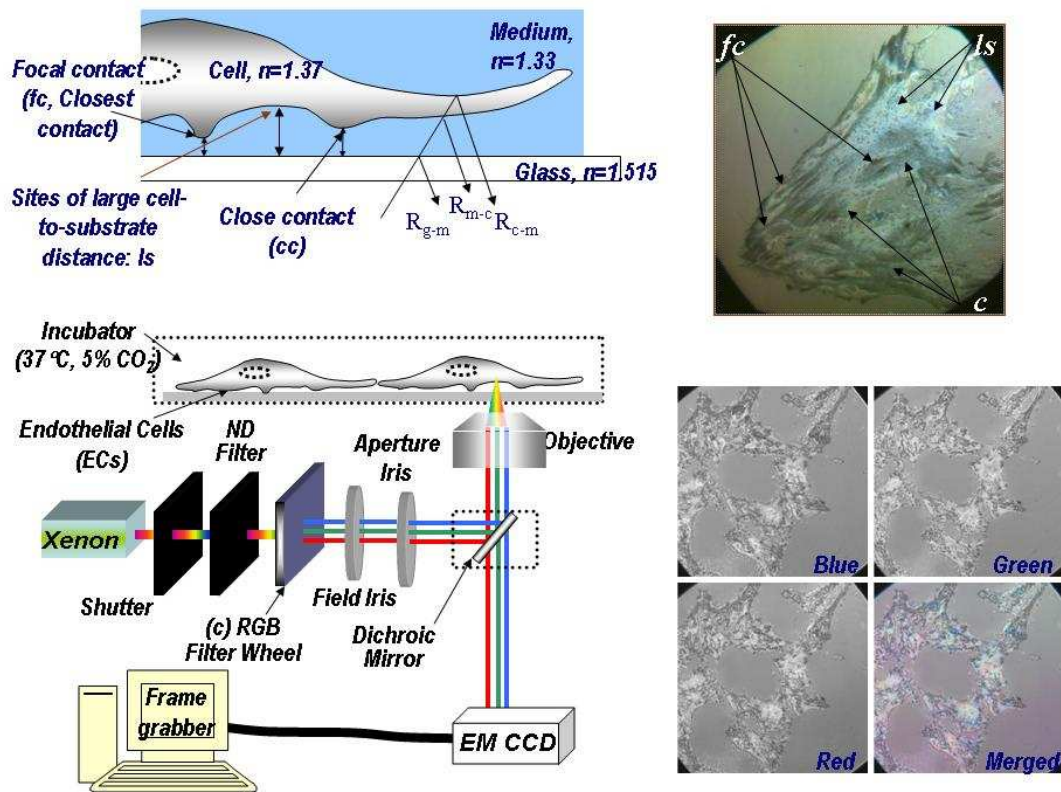 Focal contact
(fc, Closest
contact)
Cell, n=1.37
Medium,
n=1.33
Glass, n=1.515
Sites of large cell-
to-substrate
distance: ls
Close contact
(cc)
Rg-m
Rm-c
Rc-m
fc
ls
c
Incubator
(37 °C, 5% CO2)
Endothelial Cells
(ECs)
ND
Filter
Aperture
Iris
Objective
Xenon
Shutter
(c) RGB
Filter Wheel
Field Iris
Dichroic
Mirror
Frame
grabber
EM CCD
Blue
Green
Red
Merged